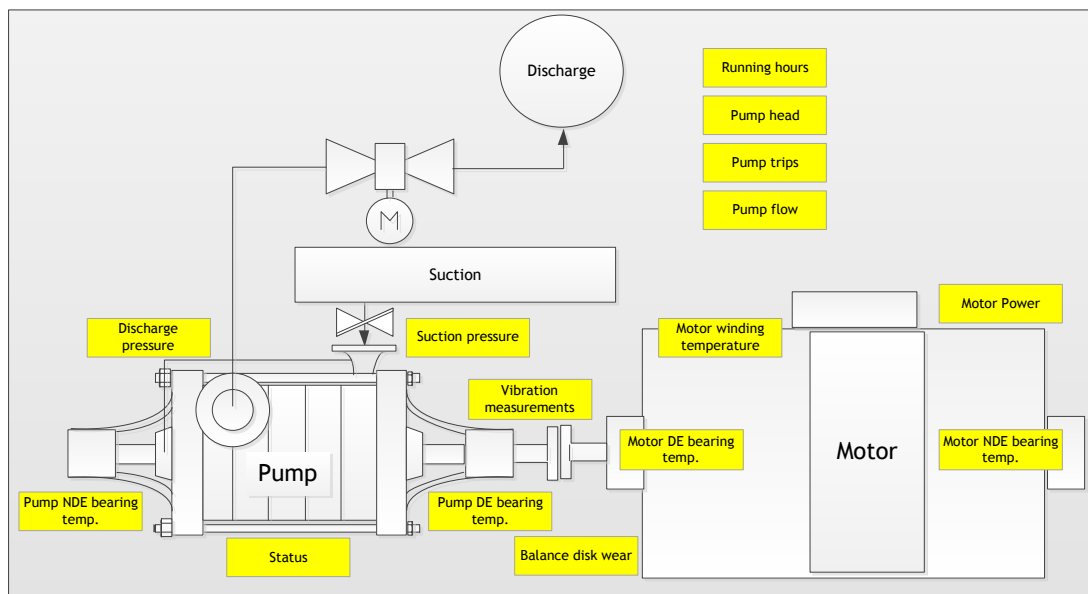 Discharge
Running hours
Pump head
Pump trips
Pump flow
M
Suction
Motor Power
Discharge
pressure
Suction pressure
Motor winding
temperature
Vibration
measurements
Motor DE bearing
temp.
Motor
Motor NDE bearing
temp.
Pump
Pump NDE bearing
temp.
Pump DE bearing
temp.
Status
Balance disk wear